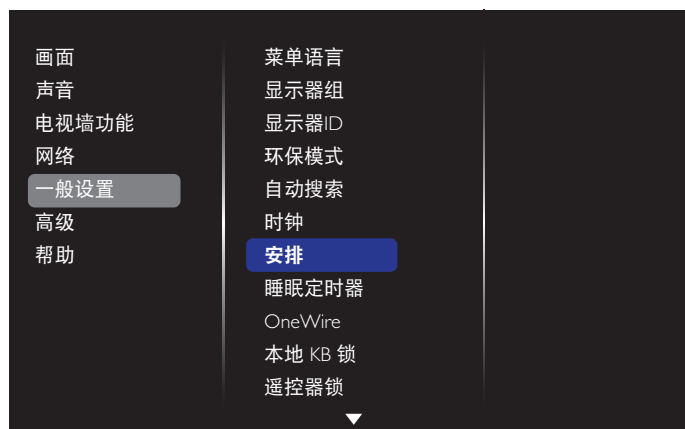 画面
声音
电视墙功能
网络
一般设置
高级
帮助
菜单语言
显示器组
显示器ID
环保模式
自动搜索
时钟
安排
睡眠定时器
OneWire
本地 KB 锁
遥控器锁